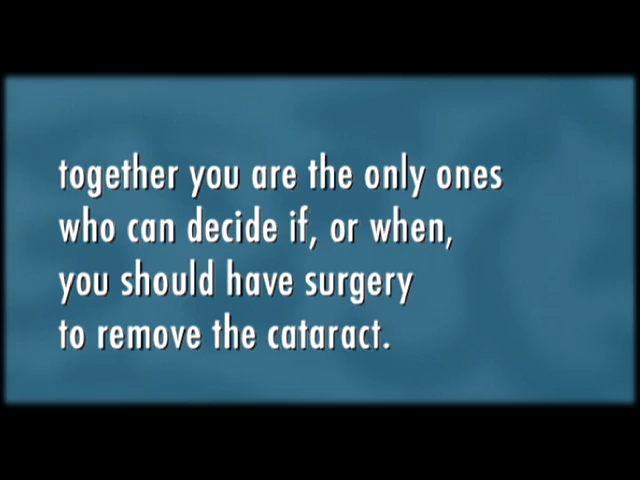 together you are the only ones
who can decide if, or when,
you should have surgery
to remove the cataract.